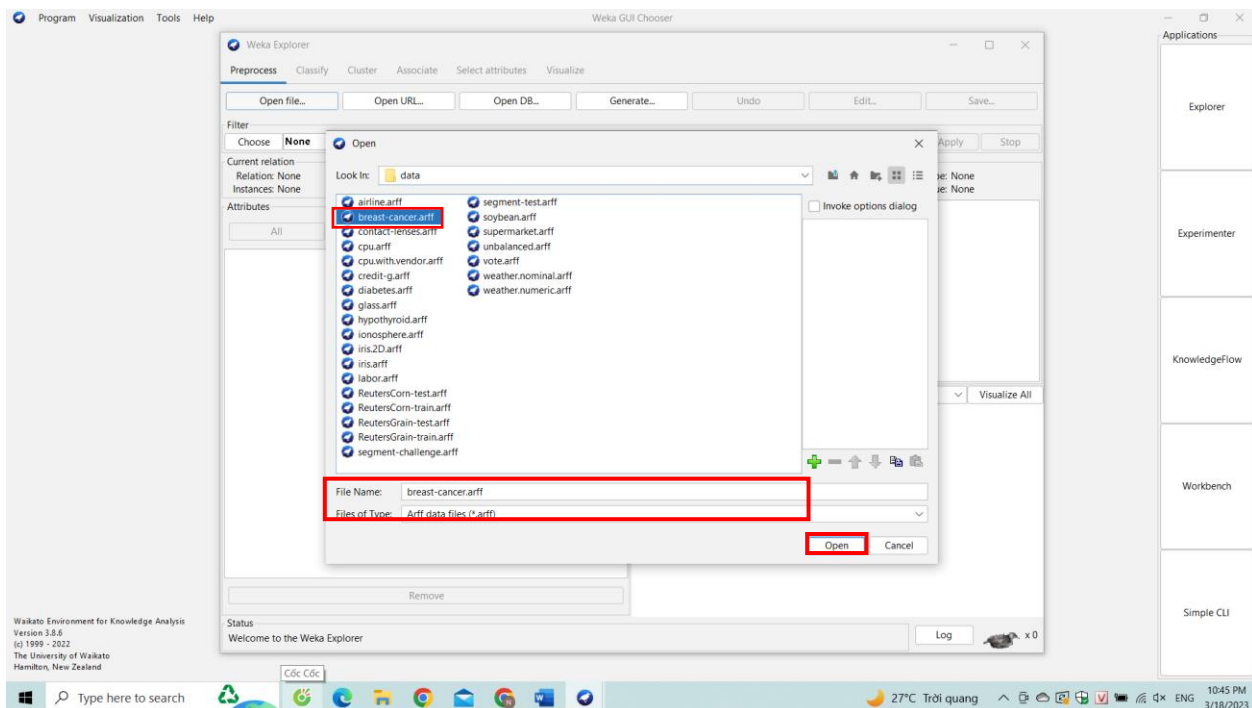 Program Visualization Tools Help
Weka GUI Chooser
Applications
Weka Explorer
Preprocess Classify Cluster Associate Select attributes Visualize
Open file... Open URL... Open DB... Generate... Undo Edit... Save...
Explorer
Filter
Choose None
Apply Stop
Open
Current relation
Relation: None
Instances: None
pe: None
ue: None
Look In: data
Attributes
All
airline.arff
breast-cancer.arff
contact-lenses.arff
cpu.arff
cpu.with.vendor.arff
credit-g.arff
diabetes.arff
glass.arff
hypothyroid.arff
ionosphere.arff
iris.2D.arff
iris.arff
labor.arff
ReutersCorn-test.arff
ReutersCorn-train.arff
ReutersGrain-test.arff
ReutersGrain-train.arff
segment-challenge.arff
segment-test.arff
soybean.arff
supermarket.arff
unbalanced.arff
vote.arff
weather.nominal.arff
weather.numeric.arff
Invoke options dialog
Experimenter
KnowledgeFlow
Visualize All
File Name: breast-cancer.arff
Files of Type: Arff data files (*.arff)
Open Cancel
Workbench
Remove
Simple CLI
Status
Welcome to the Weka Explorer
Log x 0
Waikato Environment for Knowledge Analysis
Version 3.8.6
(c) 1999 - 2022
The University of Waikato
Hamilton, New Zealand
Cốc Cốc
Type here to search
27°C Trời quang
ENG
10:45 PM
3/18/2023